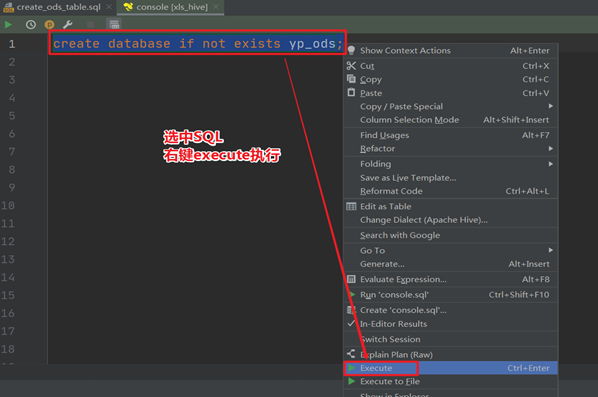 create_ods_table.sql
console [xls_hive]
1 create database if not exists yp_ods;
2
3
4
5
6
7
8
9
10
11
12
13
14
15
16
17
18
选中SQL
右键execute执行
Show Context Actions Alt+Enter
Cut Ctrl+X
Copy Ctrl+C
Paste Ctrl+V
Copy / Paste Special
Column Selection Mode Alt+Shift+Insert
Find Usages Alt+F7
Refactor
Folding
Save as Live Template...
Reformat Code Ctrl+Alt+L
Edit as Table
Change Dialect (Apache Hive)...
Search with Google
Go To
Generate... Alt+Insert
Evaluate Expression... Alt+F8
Run 'console.sql' Ctrl+Shift+F10
Create 'console.sql'...
In-Editor Results
Switch Session
Explain Plan (Raw)
Execute Ctrl+Enter
Execute to File
Show in Explorer